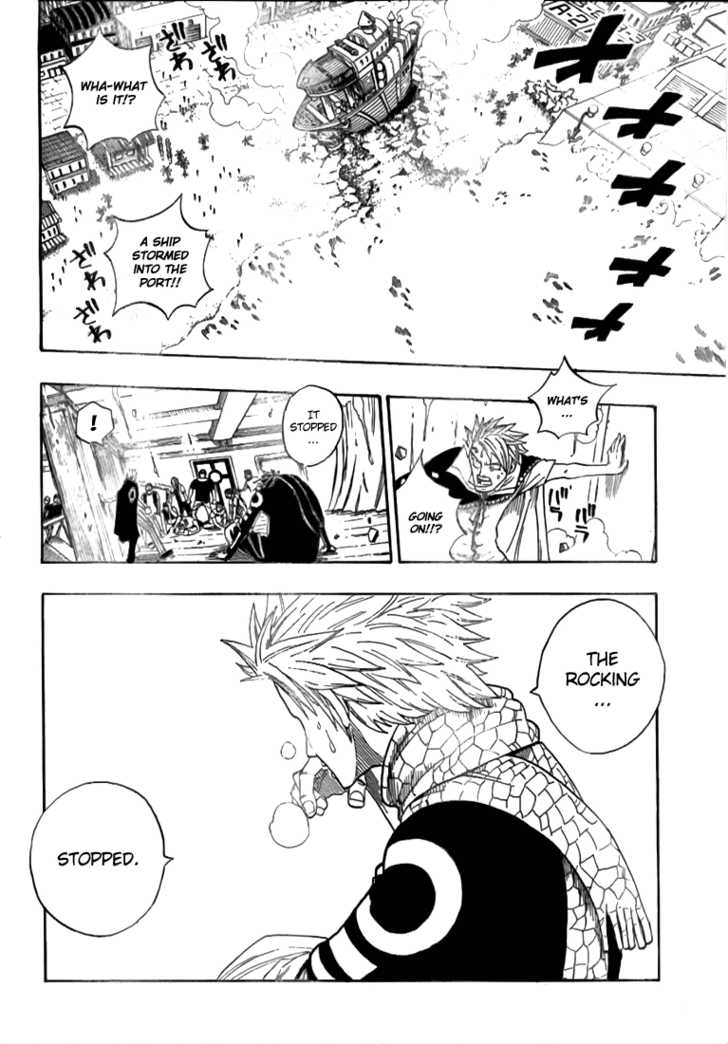 WHA-WHAT
IS IT!?
ざわ
ざわ
A SHIP
STORMED
INTO THE
PORT!!
ざわ
ざわ
IT
STOPPED
...
!
WHAT'S
...
GOING
ON!!?
THE
ROCKING
...
STOPPED.